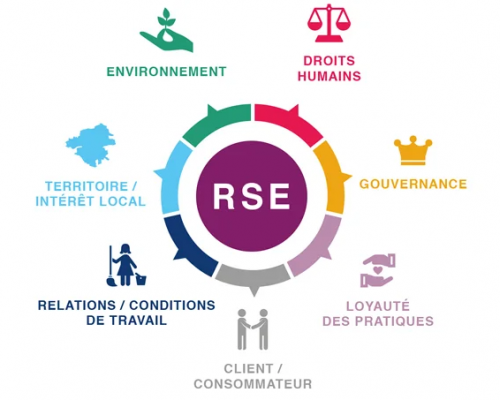 ENVIRONNEMENT
DROITS
HUMAINS
TERRITOIRE /
INTÉRÊT LOCAL
RSE
GOUVERNANCE
RELATIONS / CONDITIONS
DE TRAVAIL
LOYAUTÉ
DES PRATIQUES
CLIENT /
CONSOMMATEUR